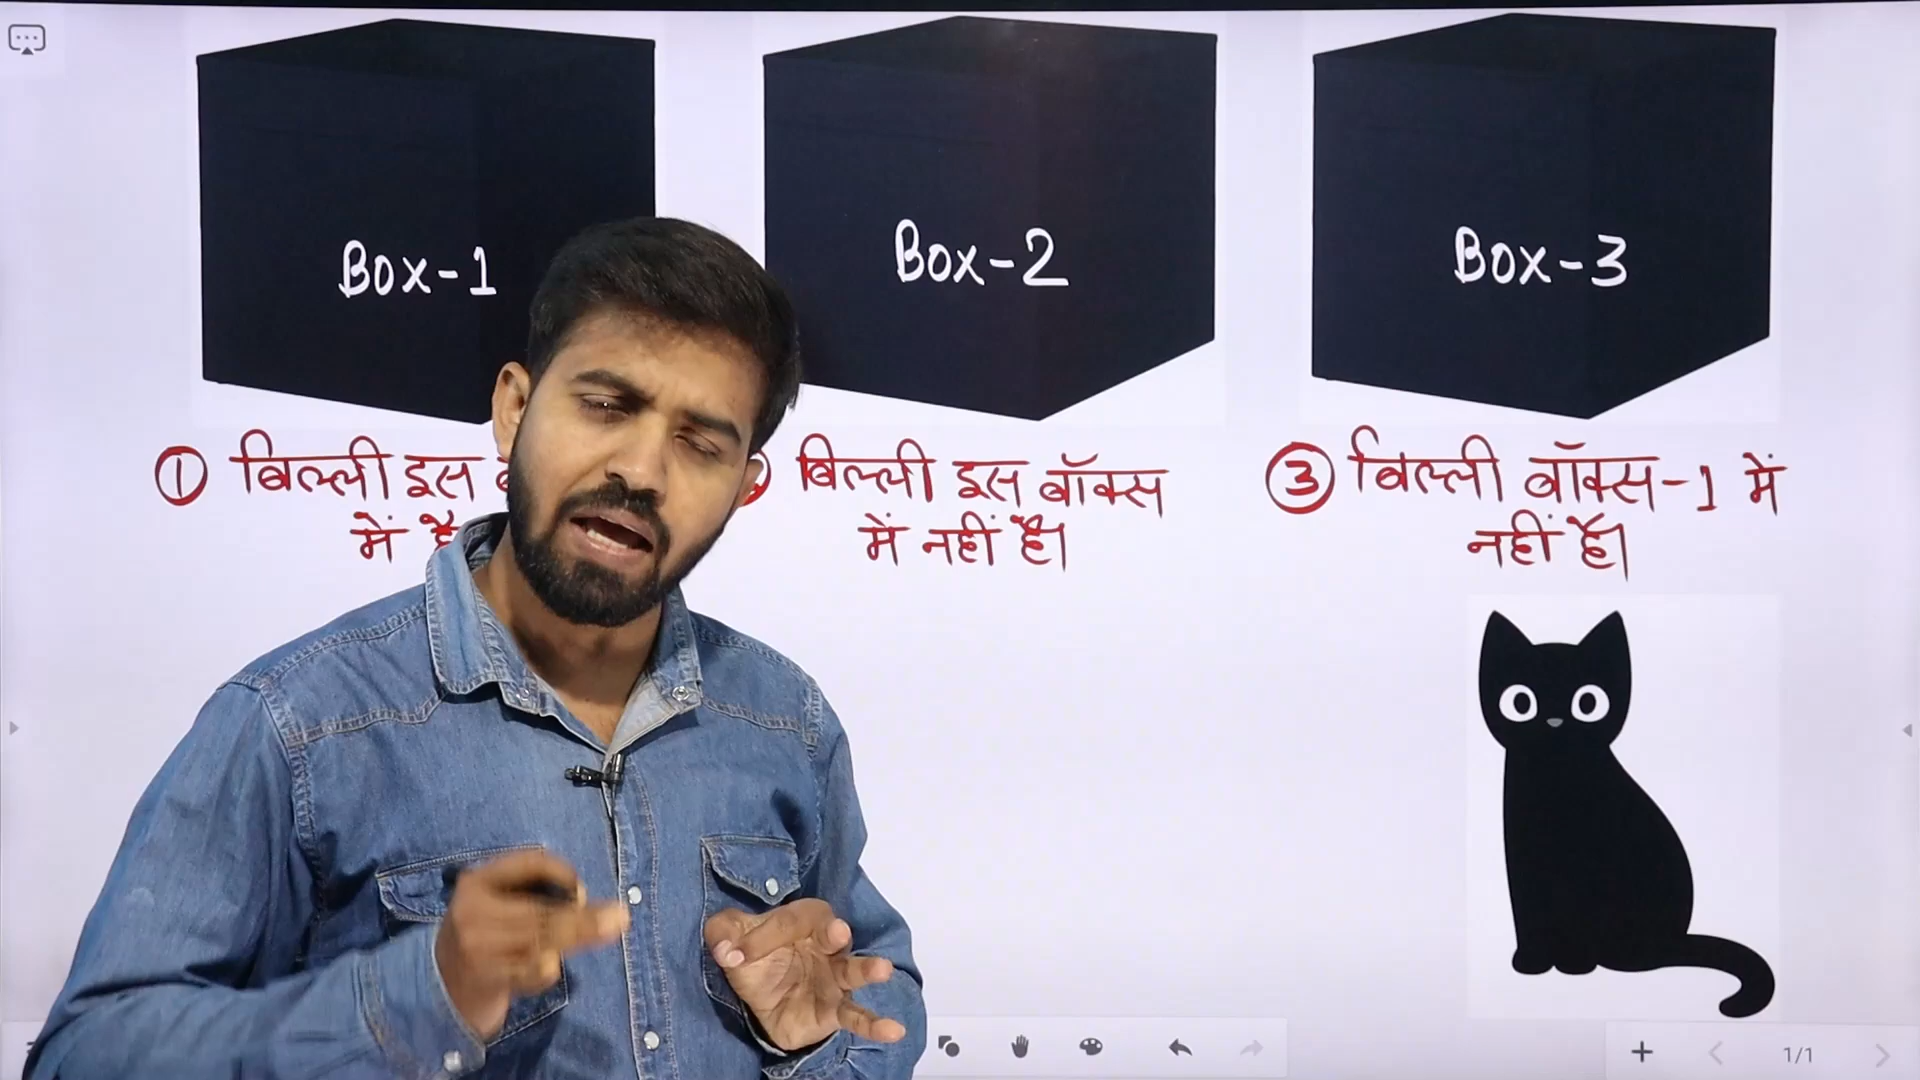 Box-1
Box-2
Box-3
① बिल्ली इस
में
बिल्ली इस बॉक्स
में नहीं है।
③ बिल्ली बॉक्स-1 में
नहीं है।
1/1